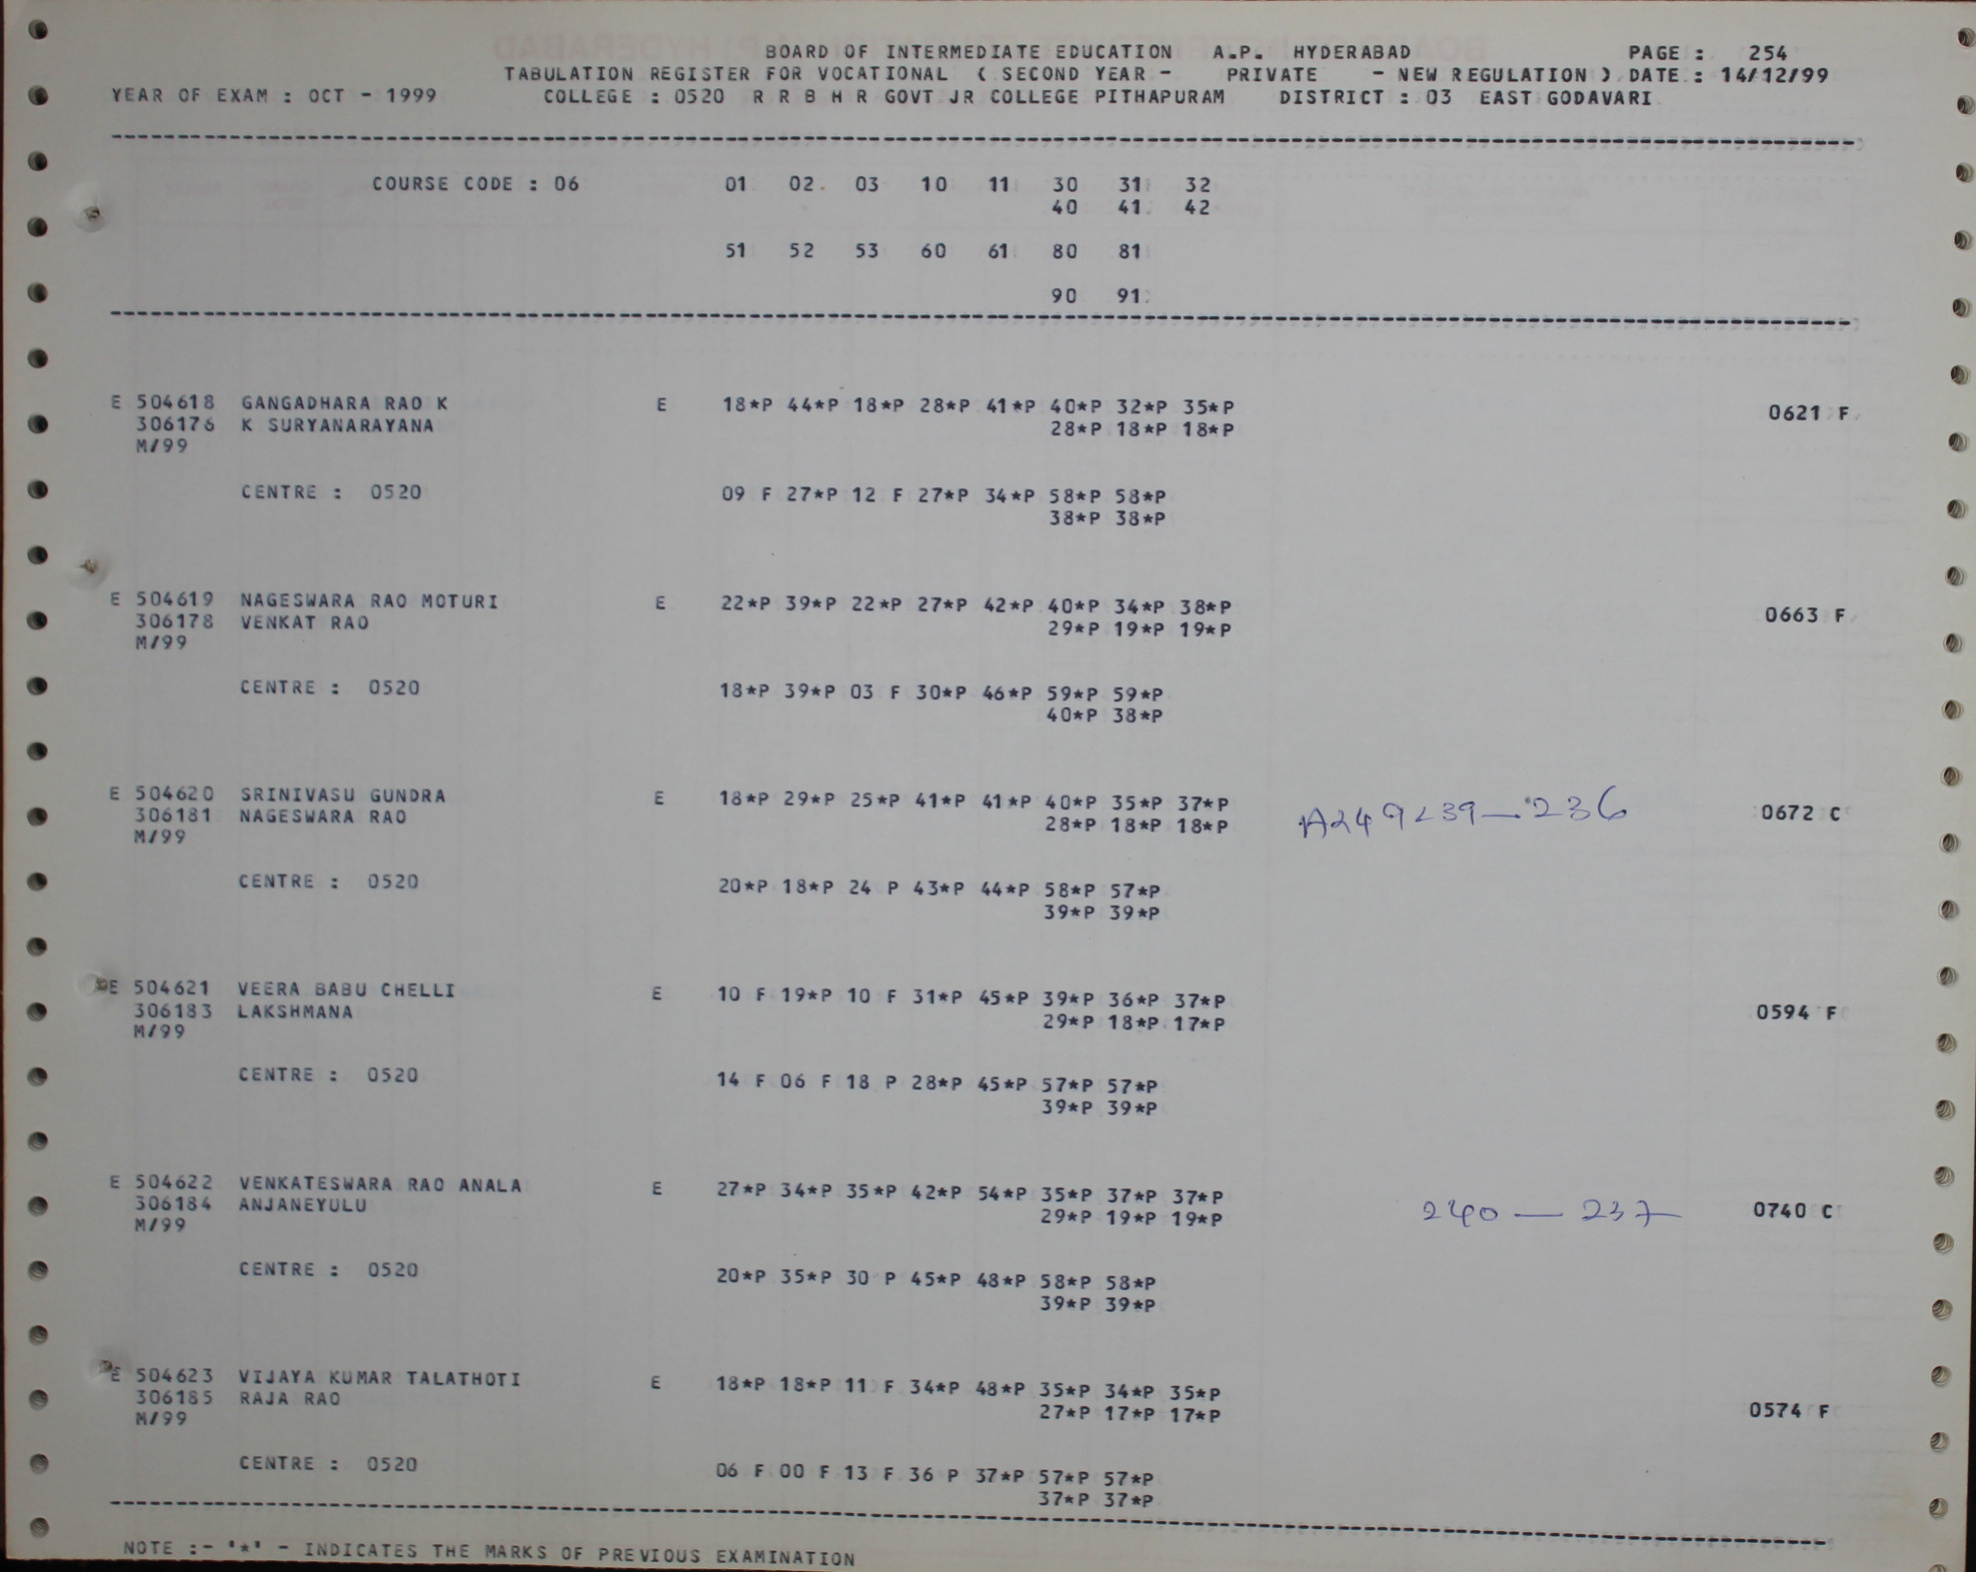 BOARD OF INTERMEDIATE EDUCATION A.P. HYDERABAD PAGE : 254
TABULATION REGISTER FOR VOCATIONAL ( SECOND YEAR - PRIVATE - NEW REGULATION ) DATE : 14/12/99
YEAR OF EXAM : OCT - 1999 COLLEGE : 0520 R R B H R GOVT JR COLLEGE PITHAPURAM DISTRICT : 03 EAST GODAVARI
COURSE CODE : 06 01 02 03 10 11 30 31 32
40 41 42
51 52 53 60 61 80 81
90 91
E 504618 GANGADHARA RAO K E 18*P 44*P 18*P 28*P 41*P 40*P 32*P 35*P 0621 F
306176 K SURYANARAYANA 28*P 18*P 18*P
M/99
CENTRE : 0520 09 F 27*P 12 F 27*P 34*P 58*P 58*P
38*P 38*P
E 504619 NAGESWARA RAO MOTURI E 22*P 39*P 22*P 27*P 42*P 40*P 34*P 38*P 0663 F
306178 VENKAT RAO 29*P 19*P 19*P
M/99
CENTRE : 0520 18*P 39*P 03 F 30*P 46*P 59*P 59*P
40*P 38*P
E 504620 SRINIVASU GUNDRA E 18*P 29*P 25*P 41*P 41*P 40*P 35*P 37*P 0672 C
306181 NAGESWARA RAO 28*P 18*P 18*P — 236
M/99
CENTRE : 0520 20*P 18*P 24 P 43*P 44*P 58*P 57*P
39*P 39*P
E 504621 VEERA BABU CHELLI E 10 F 19*P 10 F 31*P 45*P 39*P 36*P 37*P 0594 F
306183 LAKSHMANA 29*P 18*P 17*P
M/99
CENTRE : 0520 14 F 06 F 18 P 28*P 45*P 57*P 57*P
39*P 39*P
E 504622 VENKATESWARA RAO ANALA E 27*P 34*P 35*P 42*P 54*P 35*P 37*P 37*P 0740 C
306184 ANJANEYULU 29*P 19*P 19*P 240 — 237
M/99
CENTRE : 0520 20*P 35*P 30 P 45*P 48*P 58*P 58*P
39*P 39*P
E 504623 VIJAYA KUMAR TALATHOTI E 18*P 18*P 11 F 34*P 48*P 35*P 34*P 35*P
306185 RAJA RAO 27*P 17*P 17*P 0574 F
M/99
CENTRE : 0520 06 F 00 F 13 F 36 P 37*P 57*P 57*P
37*P 37*P
NOTE :- '*' - INDICATES THE MARKS OF PREVIOUS EXAMINATION